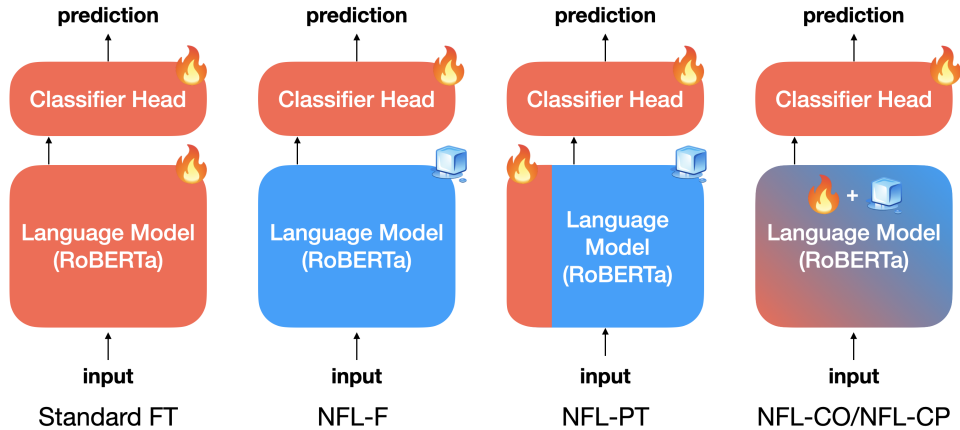 prediction
Classifier Head
Language Model
(RoBERTa)
input
Standard FT
prediction
Classifier Head
Language Model
(RoBERTa)
input
NFL-F
prediction
Classifier Head
Language
Model
(RoBERTa)
input
NFL-PT
prediction
Classifier Head
+
Language Model
(RoBERTa)
input
NFL-CO/NFL-CP